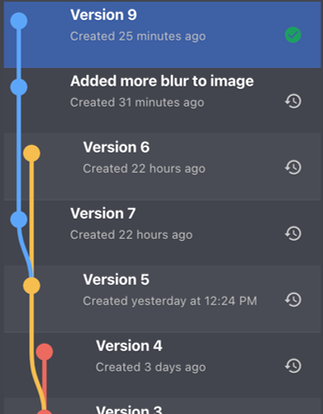 Version 9
Created 25 minutes ago
Added more blur to image
Created 31 minutes ago
Version 6
Created 22 hours ago
Version 7
Created 22 hours ago
Version 5
Created yesterday at 12:24 PM
Version 4
Created 3 days ago
Version 3